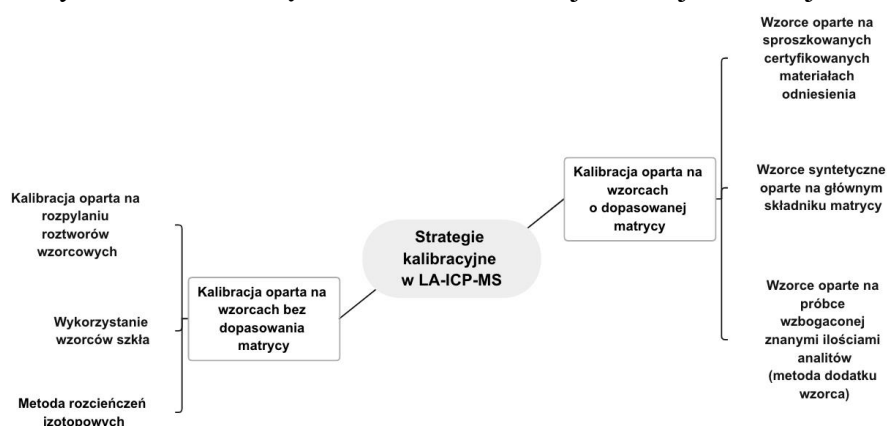 Wzorce oparte na
sproszkowanych
certyfikowanych
materiałach
odniesienia
Kalibracja oparta na
wzorcach
o dopasowanej
matrycy
Wzorce syntetyczne
oparte na głównym
składniku matrycy
Wzorce oparte na
próbce
wzbogaconej
znanymi ilościami
analitów
(metoda dodatku
wzorca)
Strategie
kalibracyjne
w LA-ICP-MS
Kalibracja oparta na
wzorcach bez
dopasowania
matrycy
Kalibracja oparta na
rozpylaniu
roztworów
wzorcowych
Wykorzystanie
wzorców szkła
Metoda rozcieńczeń
izotopowych